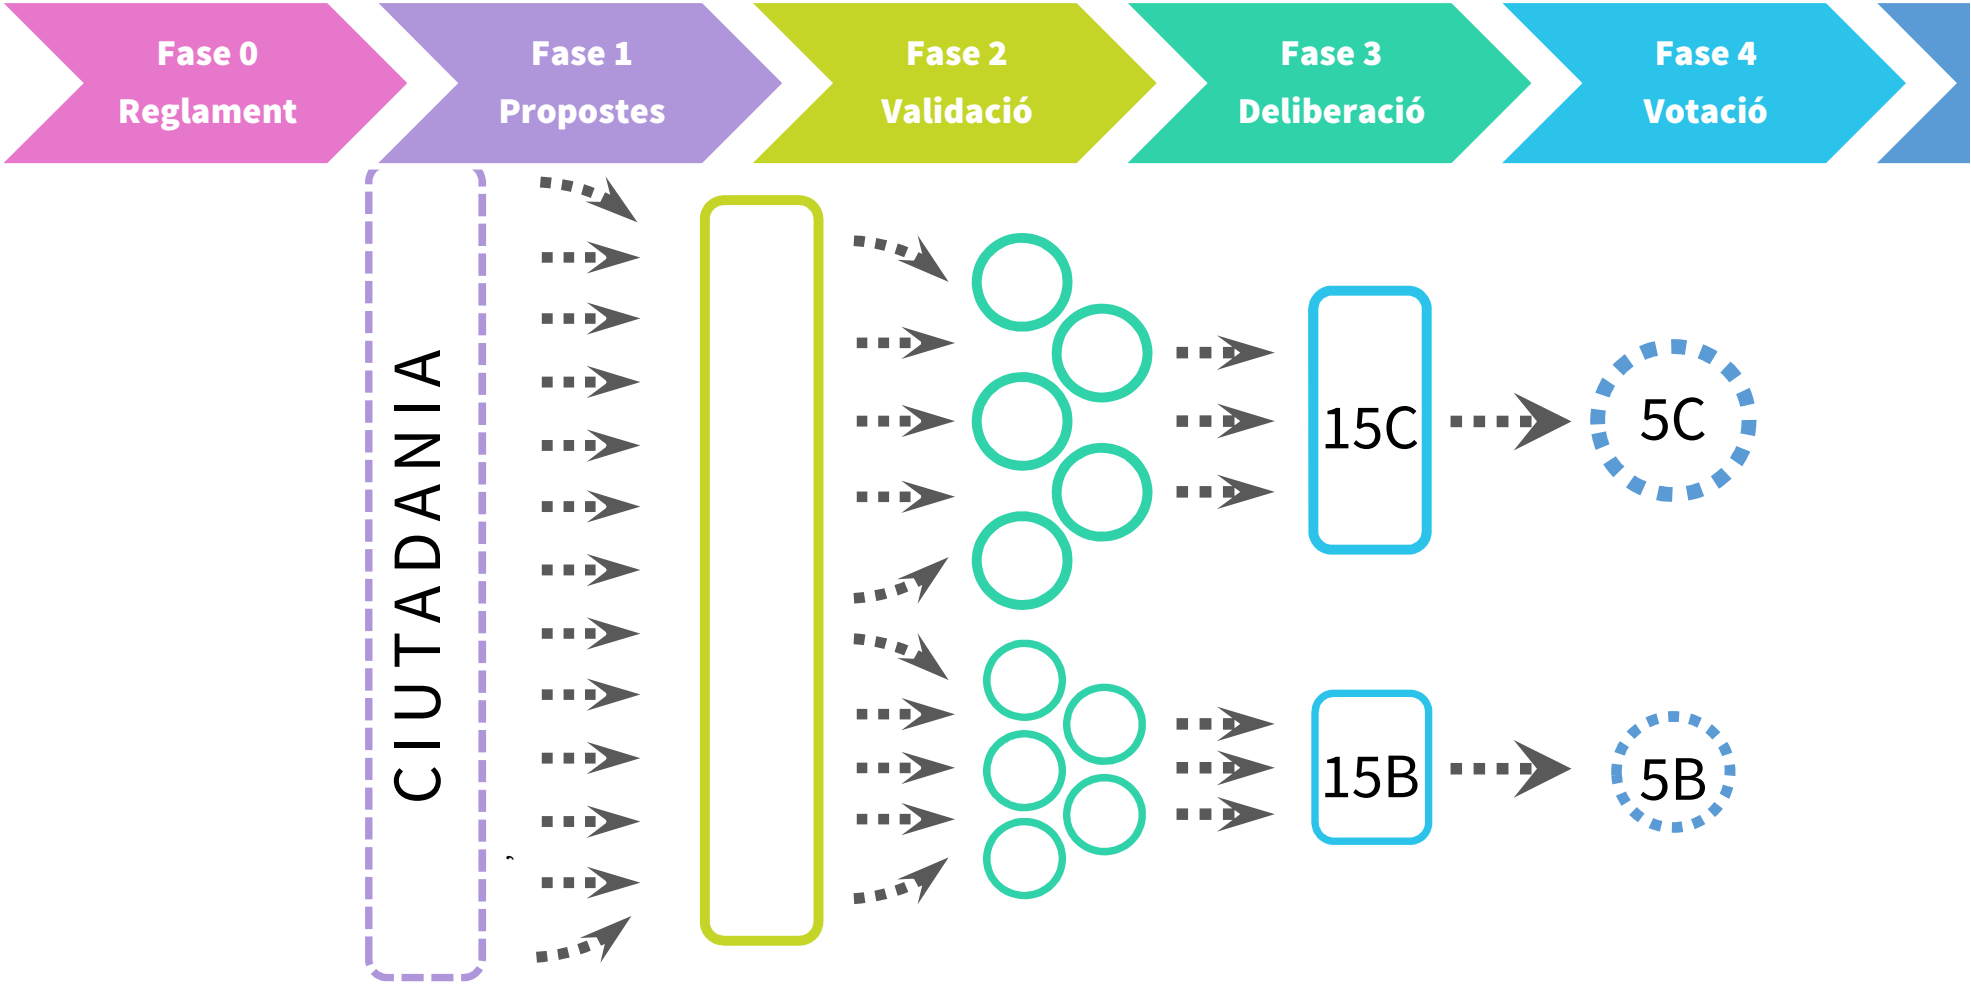 Fase 0
Reglament
Fase 1
Propostes
Fase 2
Validació
Fase 3
Deliberació
Fase 4
Votació
CIUTADANIA
15C
5C
15B
5B